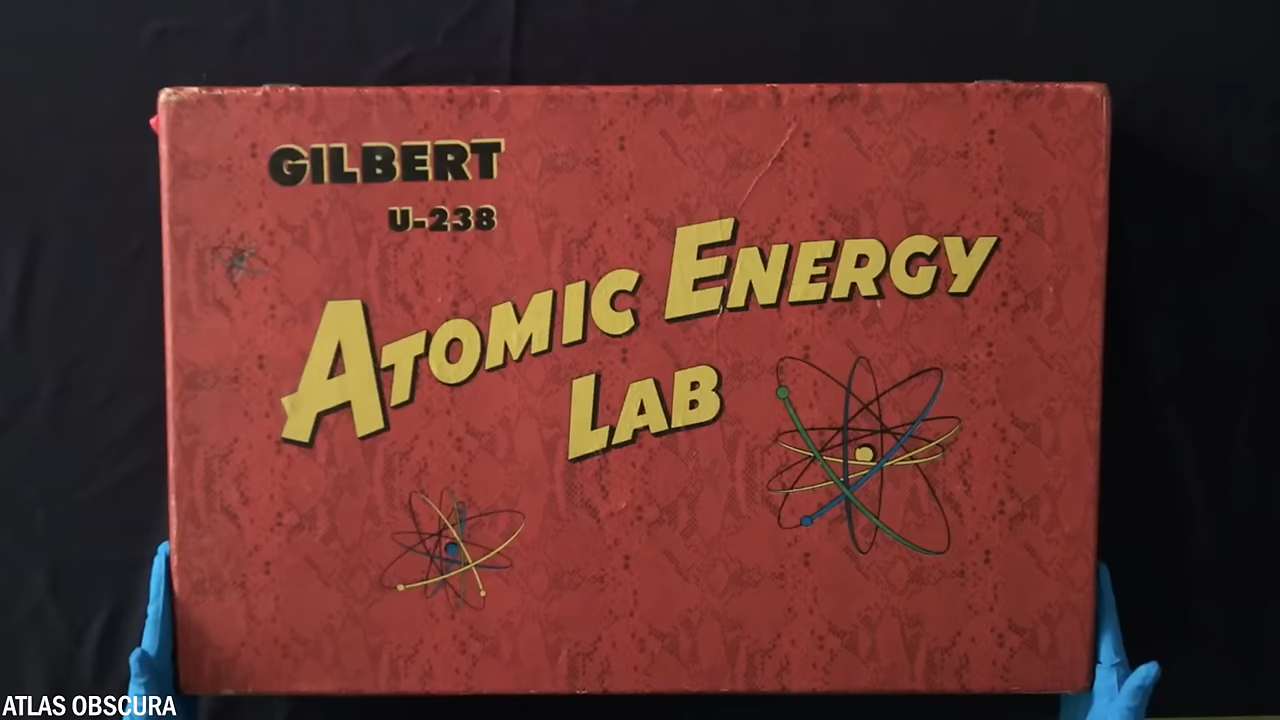 GILBERT
U-238
ATOMIC ENERGY
LAB
ATLAS OBSCURA